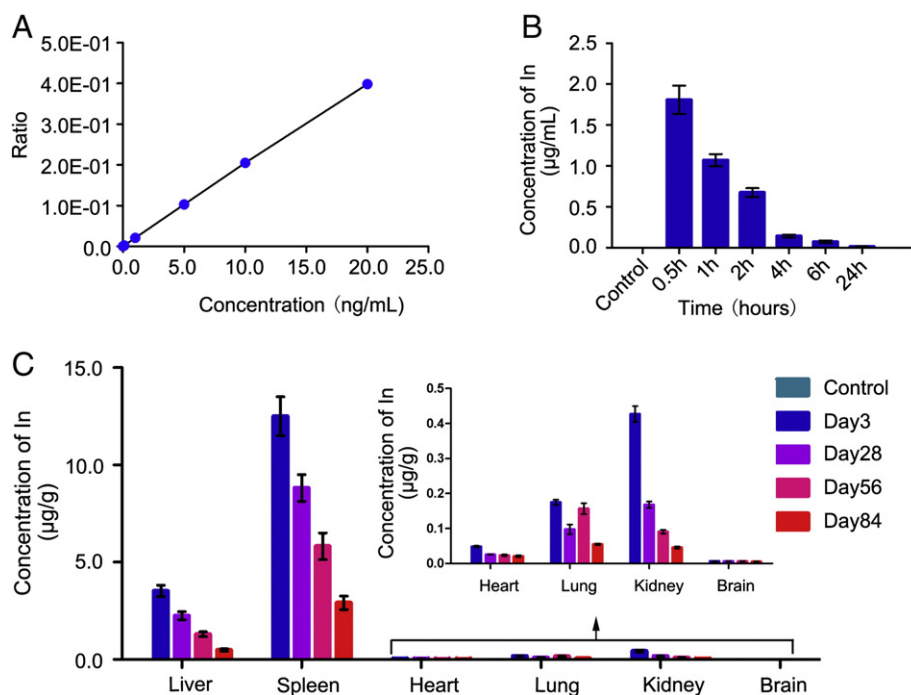 A
Ratio
5.0E-01
4.0E-01
3.0E-01
2.0E-01
1.0E-01
0.0
0.0 5.0 10.0 15.0 20.0 25.0
Concentration (ng/mL)
B
Concentration of In
(µg/mL)
2.5
2.0
1.5
1.0
0.5
0.0
Control 0.5h 1h 2h 4h 6h 24h
Time (hours)
C
Concentration of In
(µg/g)
15.0
10.0
5.0
0.0
Liver Spleen Heart Lung Kidney Brain
Concentration of In
(µg/g)
0.5
0.4
0.3
0.2
0.1
0.0
Heart Lung Kidney Brain
Control
Day3
Day28
Day56
Day84